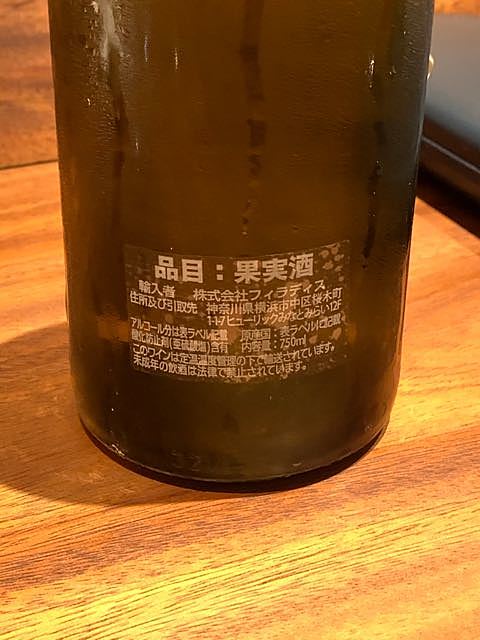 品目：果実酒
輸入者 株式会社フィラディス
住所及び引取先 神奈川県横浜市中区桜木町
1-1-7ヒューリックみなとみらい12F
アルコール分は表ラベル記載 原産国：表ラベルに記載
酸化防止剤(亜硫酸塩)含有 内容量：750ml
このワインは定温温度管理の下で輸送されています。
未成年の飲酒は法律で禁止されています。